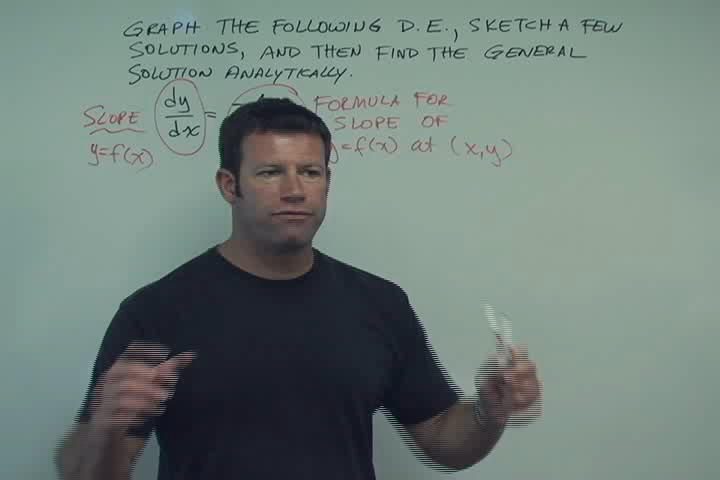 GRAPH THE FOLLOWING D.E., SKETCH A FEW
SOLUTIONS, AND THEN FIND THE GENERAL
SOLUTION ANALYTICALLY.
SLOPE dy/dx = FORMULA FOR
SLOPE OF
y=f(x) =f(x) at (x,y)